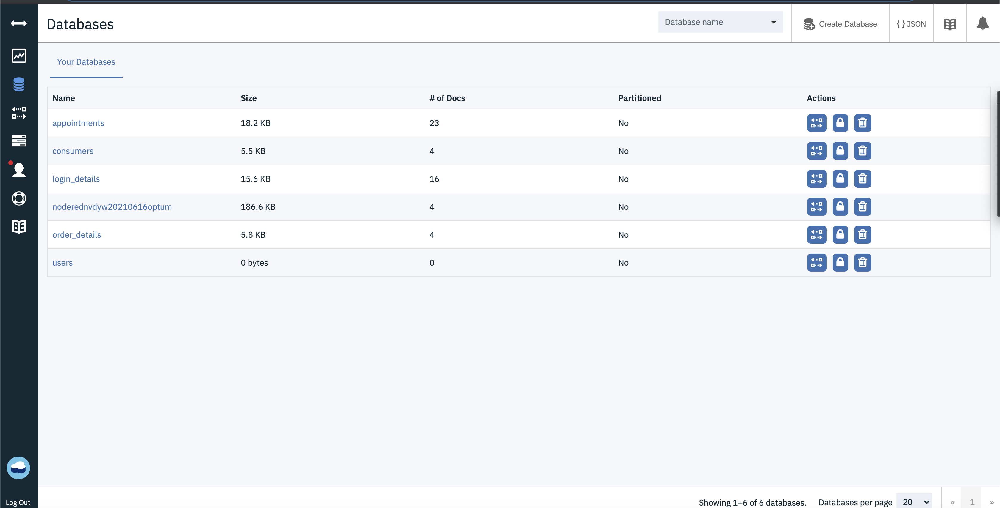 Databases
Database name
Create Database
{ } JSON
Your Databases
Name Size # of Docs Partitioned Actions
appointments 18.2 KB 23 No
consumers 5.5 KB 4 No
login_details 15.6 KB 16 No
noderednvdyw20210616optum 186.6 KB 4 No
order_details 5.8 KB 4 No
users 0 bytes 0 No
Log Out
Showing 1–6 of 6 databases. Databases per page 20 « 1 »